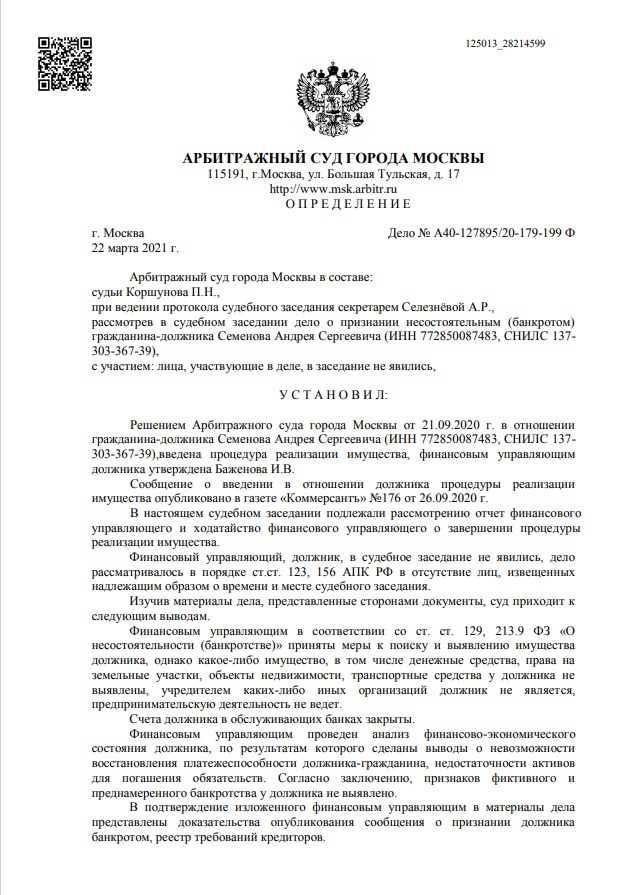 125013_28214599
АРБИТРАЖНЫЙ СУД ГОРОДА МОСКВЫ
115191, г.Москва, ул. Большая Тульская, д. 17
http://www.msk.arbitr.ru
О П Р Е Д Е Л Е Н И Е
г. Москва Дело № А40-127895/20-179-199 Ф
22 марта 2021 г.
Арбитражный суд города Москвы в составе:
судьи Коршунова П.Н.,
при ведении протокола судебного заседания секретарем Селезнёвой А.Р.,
рассмотрев в судебном заседании дело о признании несостоятельным (банкротом)
гражданина-должника Семенова Андрея Сергеевича (ИНН 772850087483, СНИЛС 137-
303-367-39),
с участием: лица, участвующие в деле, в заседание не явились,
У С Т А Н О В И Л:
Решением Арбитражного суда города Москвы от 21.09.2020 г. в отношении
гражданина-должника Семенова Андрея Сергеевича (ИНН 772850087483, СНИЛС 137-
303-367-39),введена процедура реализации имущества, финансовым управляющим
должника утверждена Баженова И.В.
Сообщение о введении в отношении должника процедуры реализации
имущества опубликовано в газете «Коммерсантъ» №176 от 26.09.2020 г.
В настоящем судебном заседании подлежали рассмотрению отчет финансового
управляющего и ходатайство финансового управляющего о завершении процедуры
реализации имущества.
Финансовый управляющий, должник, в судебное заседание не явились, дело
рассматривалось в порядке ст.ст. 123, 156 АПК РФ в отсутствие лиц, извещенных
надлежащим образом о времени и месте судебного заседания.
Изучив материалы дела, представленные сторонами документы, суд приходит к
следующим выводам.
Финансовым управляющим в соответствии со ст. ст. 129, 213.9 ФЗ «О
несостоятельности (банкротстве)» приняты меры к поиску и выявлению имущества
должника, однако какое-либо имущество, в том числе денежные средства, права на
земельные участки, объекты недвижимости, транспортные средства у должника не
выявлены, учредителем каких-либо иных организаций должник не является,
предпринимательскую деятельность не ведет.
Счета должника в обслуживающих банках закрыты.
Финансовым управляющим проведен анализ финансово-экономического
состояния должника, по результатам которого сделаны выводы о невозможности
восстановления платежеспособности должника-гражданина, недостаточности активов
для погашения обязательств. Согласно заключению, признаков фиктивного и
преднамеренного банкротства у должника не выявлено.
В подтверждение изложенного финансовым управляющим в материалы дела
представлены доказательства опубликования сообщения о признании должника
банкротом, реестр требований кредиторов.